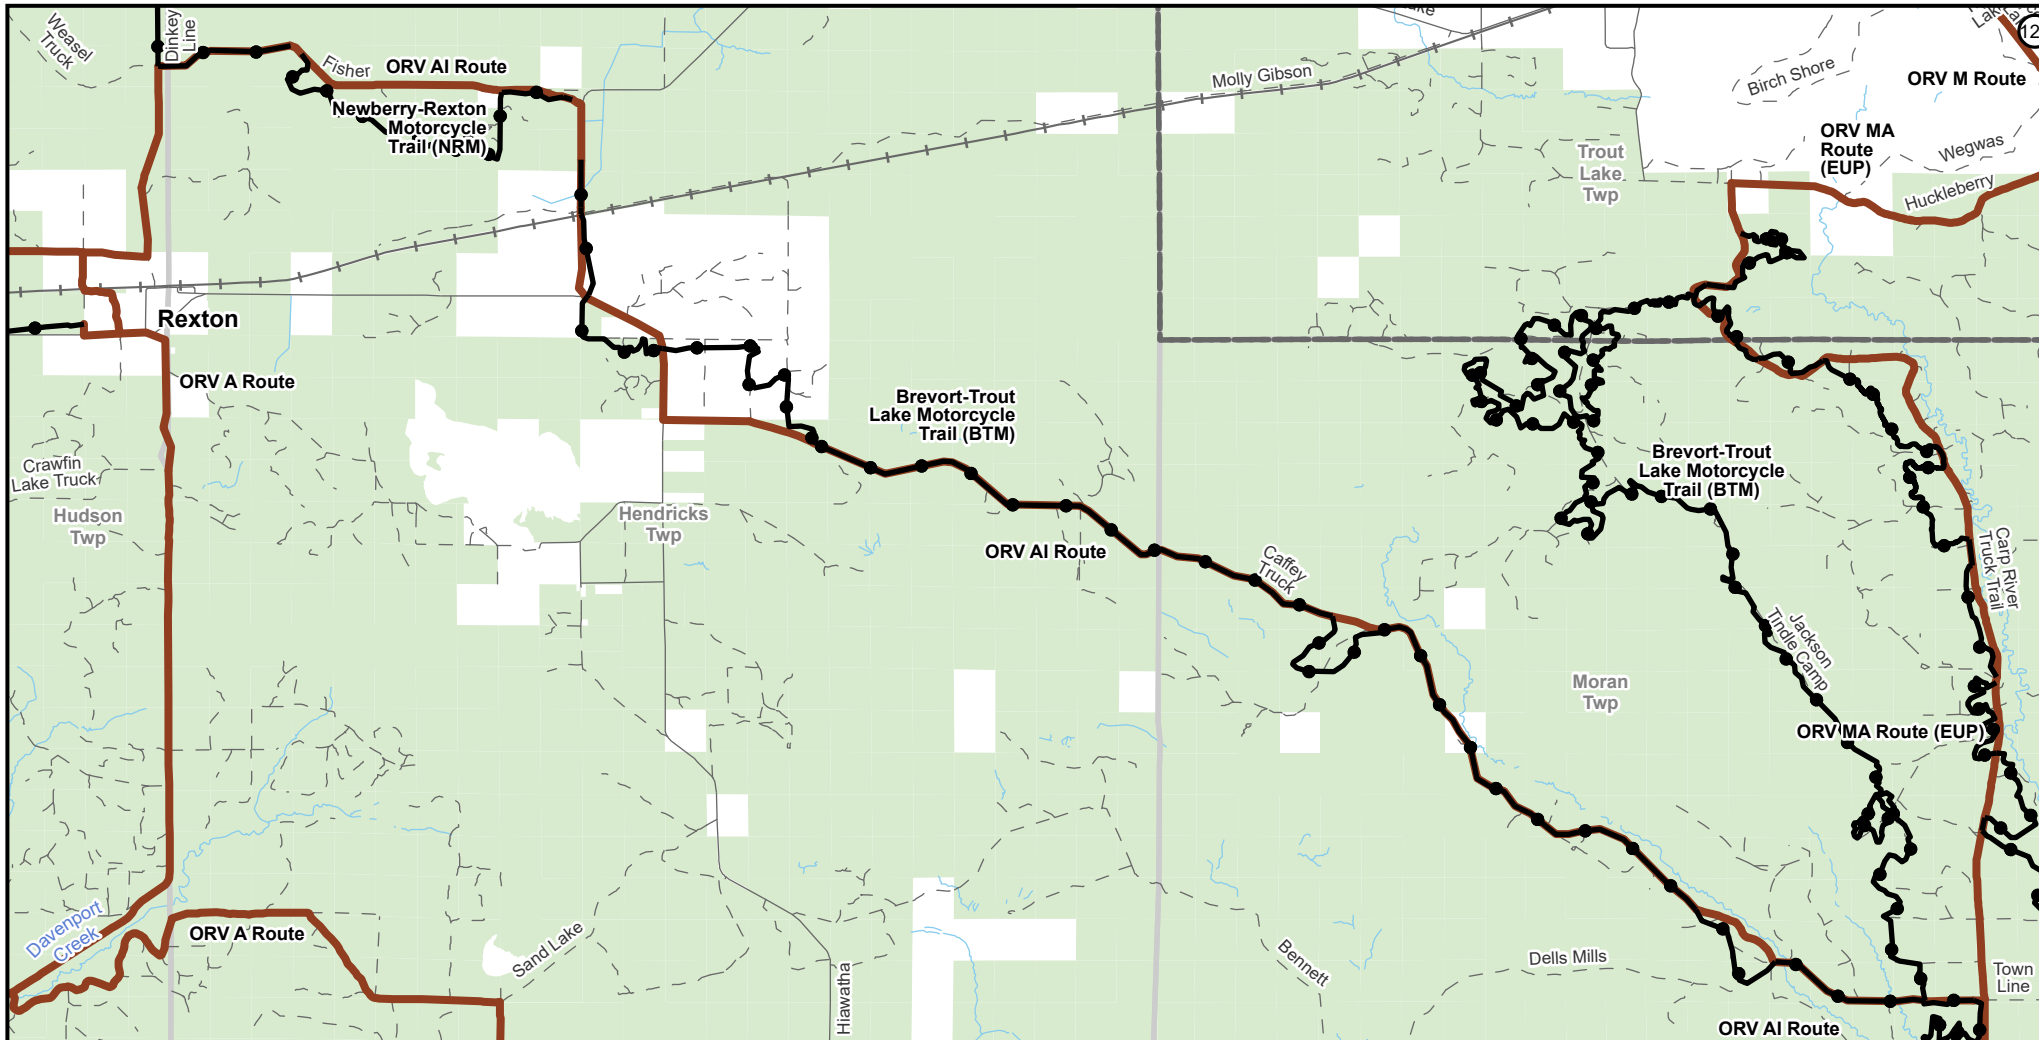 Weasel
Truck
Dinkey
Line
Fisher
ORV AI Route
Newberry-Rexton
Motorcycle
Trail (NRM)
Molly Gibson
Birch Shore
ORV M Route
12
ORV MA
Route
(EUP)
Wegwas
Huckleberry
Trout
Lake
Twp
Rexton
ORV A Route
Brevort-Trout
Lake Motorcycle
Trail (BTM)
Brevort-Trout
Lake Motorcycle
Trail (BTM)
Crawfin
Lake Truck
Hudson
Twp
Hendricks
Twp
ORV AI Route
Caffey
Truck
Carp River
Truck Trail
Jackson
Tindle Camp
Moran
Twp
ORV MA Route (EUP)
Davenport
Creek
ORV A Route
Sand Lake
Hiawatha
Bennett
Dells Mills
Town
Line
ORV AI Route